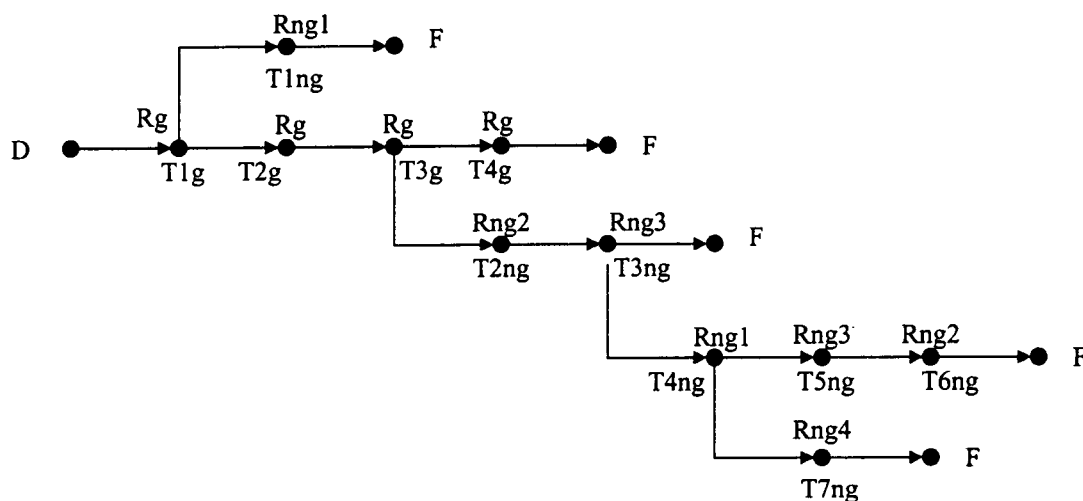 Rng1 F
T1ng
D Rg Rg Rg Rg F
T1g T2g T3g T4g
Rng2 Rng3 F
T2ng T3ng
Rng1 Rng3 Rng2 F
T4ng T5ng T6ng
Rng4 F
T7ng